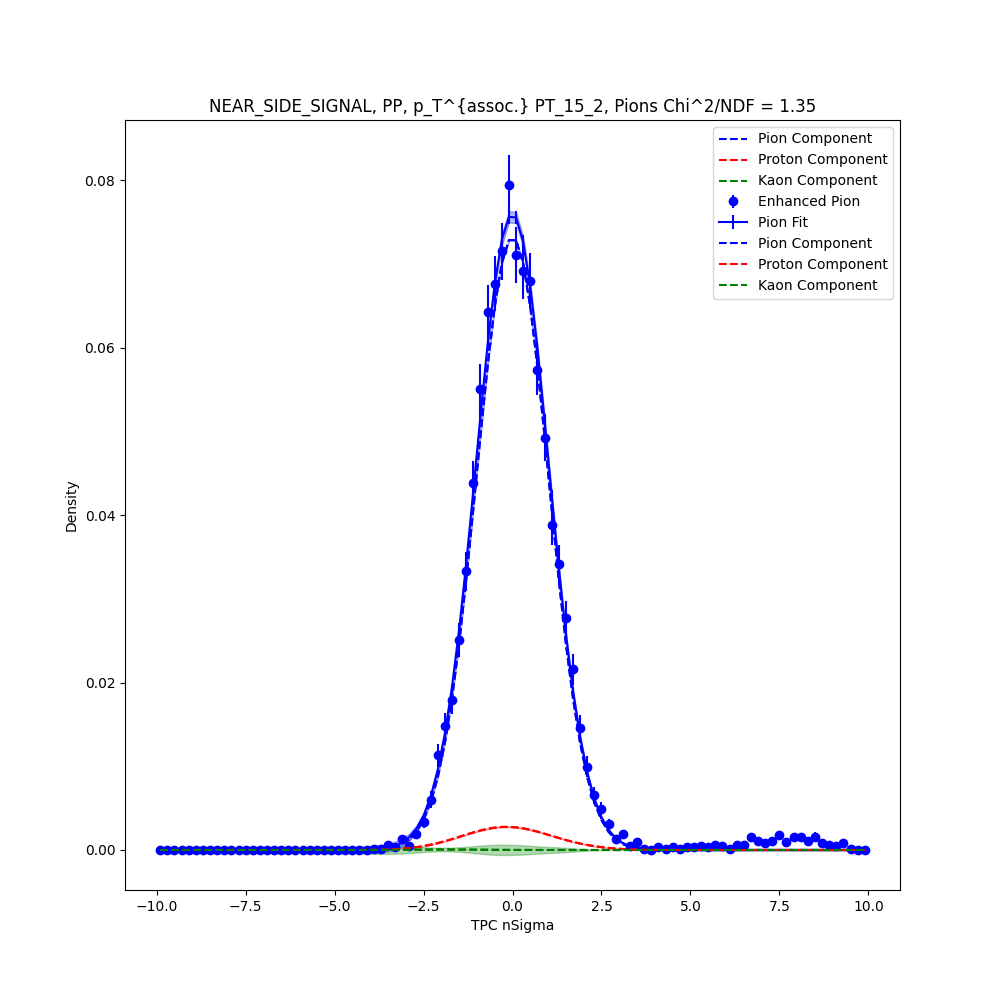 NEAR_SIDE_SIGNAL, PP, p_T^{assoc.} PT_15_2, Pions Chi^2/NDF = 1.35
Pion Component
Proton Component
Kaon Component
Enhanced Pion
Pion Fit
Pion Component
Proton Component
Kaon Component
0.08
0.06
0.04
0.02
0.00
Density
−10.0 −7.5 −5.0 −2.5 0.0 2.5 5.0 7.5 10.0
TPC nSigma